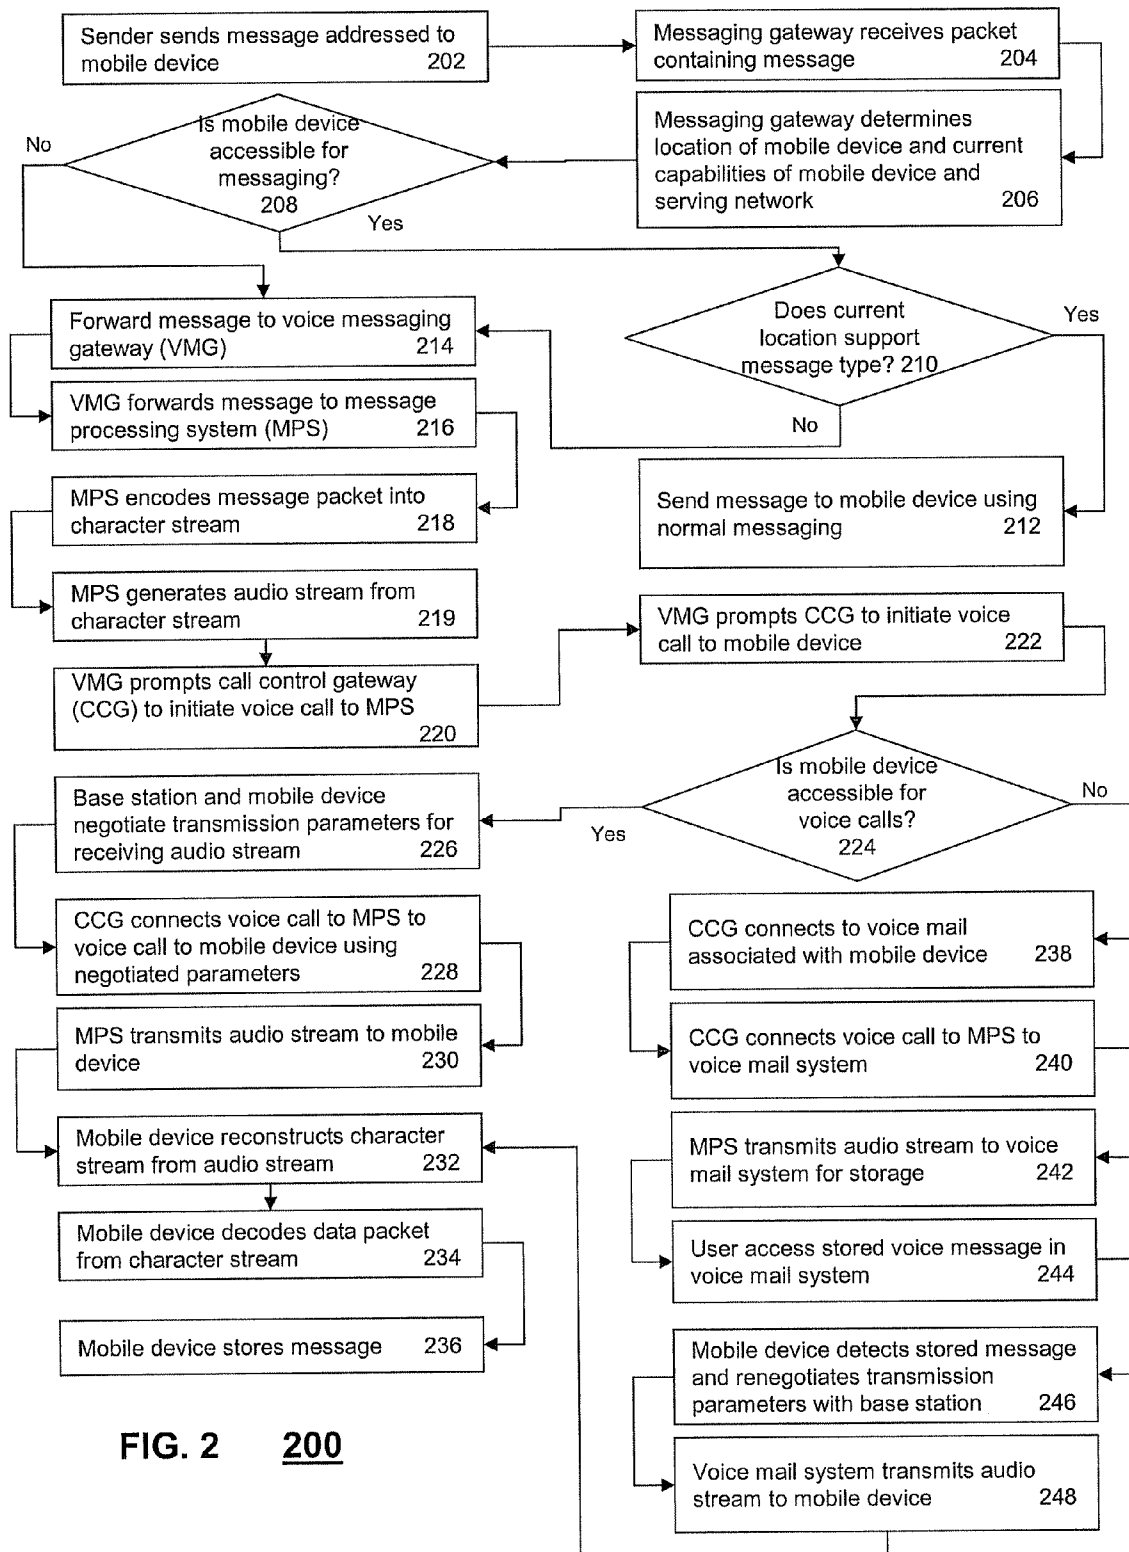 Sender sends message addressed to
mobile device 202
Messaging gateway receives packet
containing message 204
Messaging gateway determines
location of mobile device and current
capabilities of mobile device and
serving network 206
No
Is mobile device
accessible for
messaging?
208
Yes
Does current
location support
message type? 210
Yes
No
Send message to mobile device using
normal messaging 212
Forward message to voice messaging
gateway (VMG) 214
VMG forwards message to message
processing system (MPS) 216
MPS encodes message packet into
character stream 218
MPS generates audio stream from
character stream 219
VMG prompts call control gateway
(CCG) to initiate voice call to MPS
220
VMG prompts CCG to initiate voice
call to mobile device 222
Is mobile device
accessible for
voice calls?
224
No
Yes
Base station and mobile device
negotiate transmission parameters for
receiving audio stream 226
CCG connects voice call to MPS to
voice call to mobile device using
negotiated parameters 228
MPS transmits audio stream to mobile
device 230
Mobile device reconstructs character
stream from audio stream 232
Mobile device decodes data packet
from character stream 234
Mobile device stores message 236
CCG connects to voice mail
associated with mobile device 238
CCG connects voice call to MPS to
voice mail system 240
MPS transmits audio stream to voice
mail system for storage 242
User access stored voice message in
voice mail system 244
Mobile device detects stored message
and renegotiates transmission
parameters with base station 246
Voice mail system transmits audio
stream to mobile device 248
FIG. 2 200